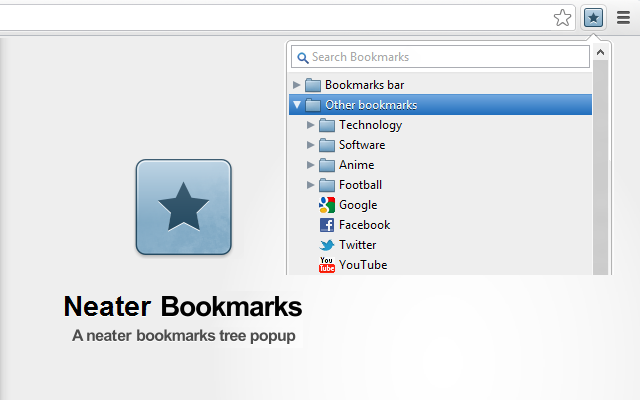 Search Bookmarks
Bookmarks bar
Other bookmarks
Technology
Software
Anime
Football
Google
Facebook
Twitter
You
Tube
YouTube
Neater Bookmarks
A neater bookmarks tree popup